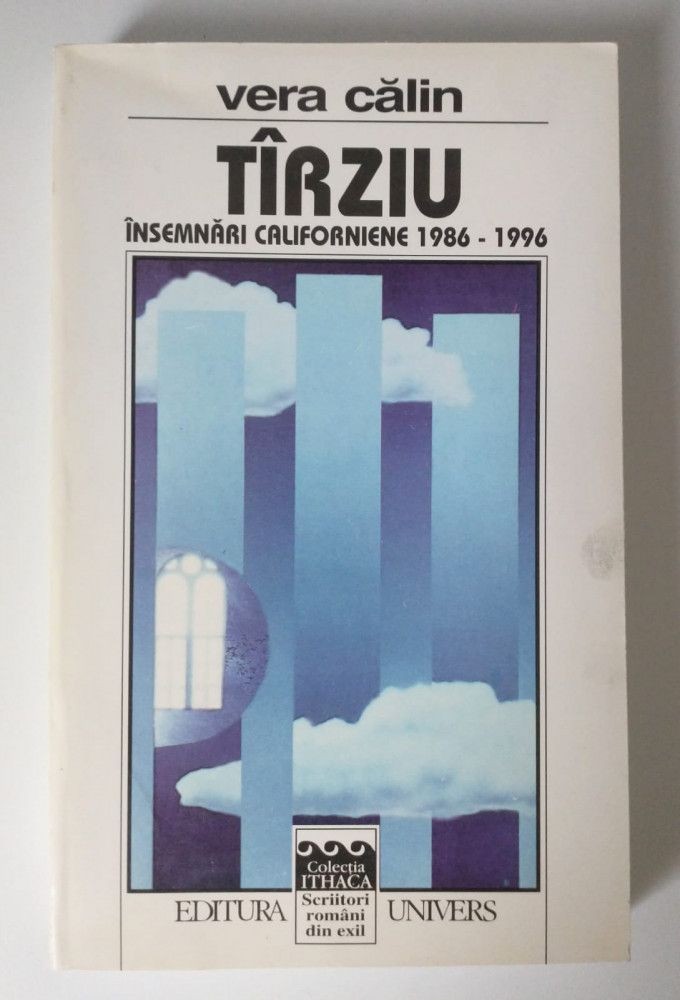 vera călin
TÎRZIU
ÎNSEMNĂRI CALIFORNIENE 1986 - 1996
Colecția
ITHACA
Scriitori
români
din exil
EDITURA UNIVERS